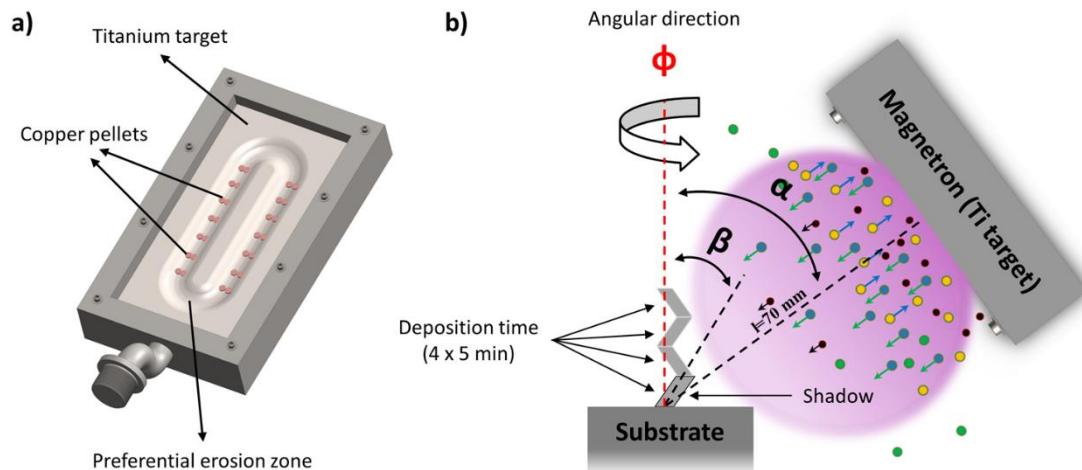 a)
Titanium target
Copper pellets
Preferential erosion zone
b)
Angular direction
Φ
α
β
l=70 mm
Magnetron (Ti target)
Deposition time
(4 x 5 min)
Shadow
Substrate